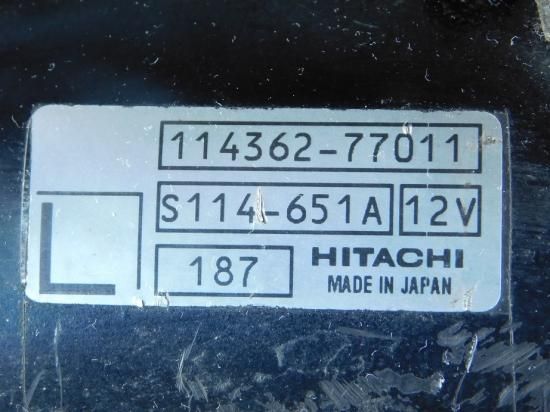 114362-77011
S114-651A 12V
187 HITACHI
MADE IN JAPAN